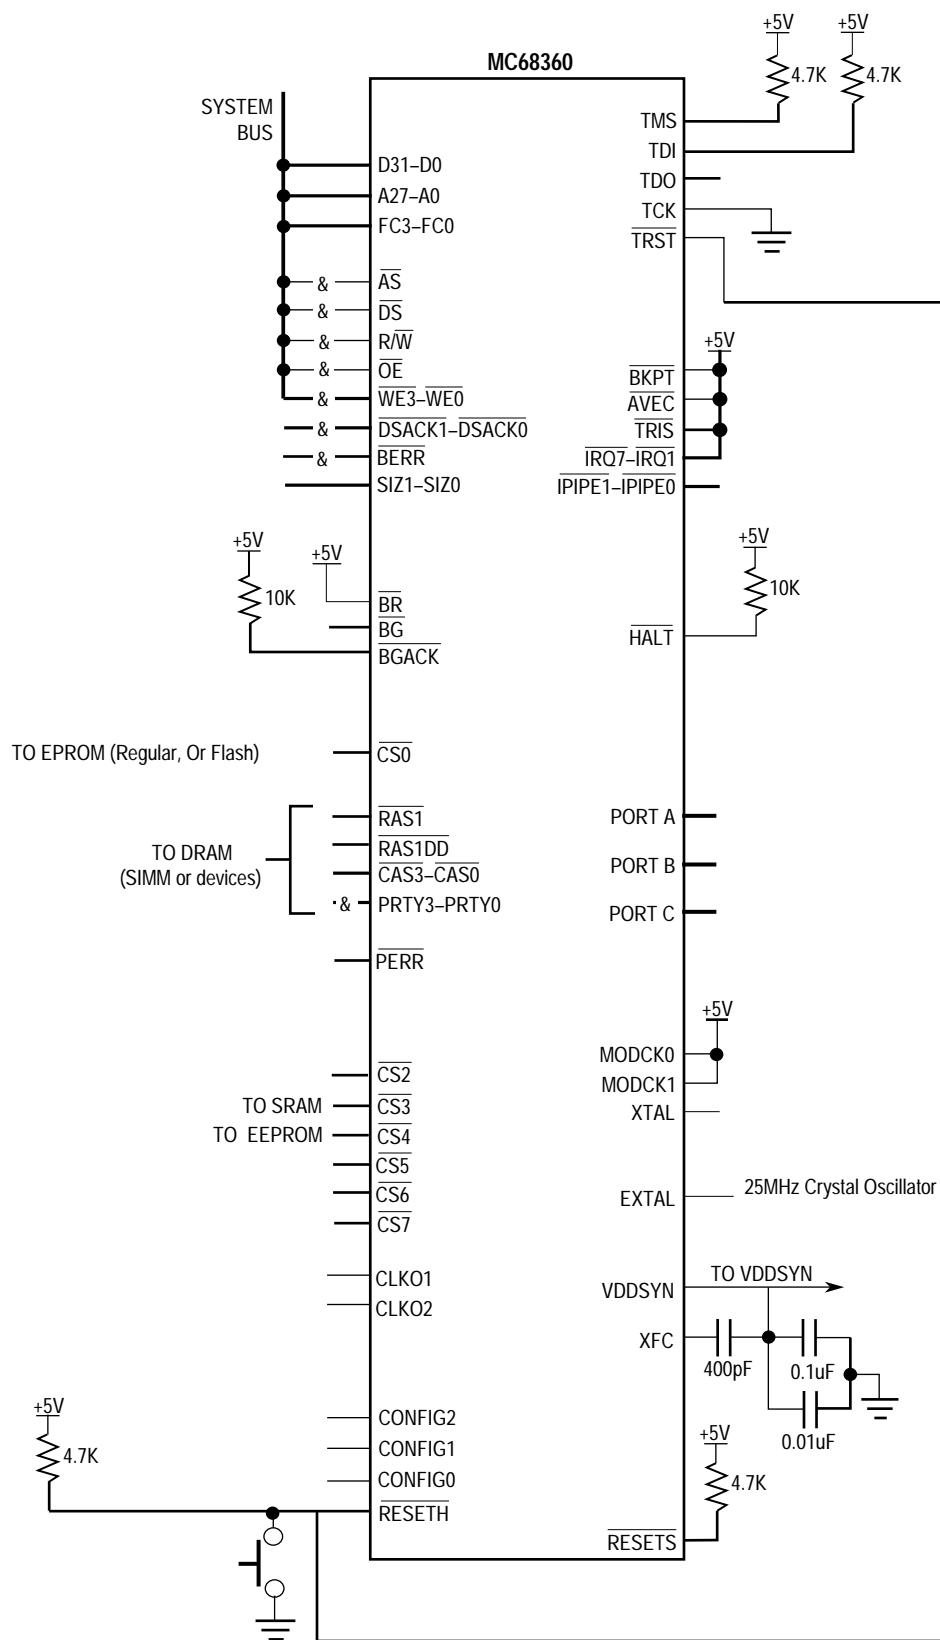 MC68360
SYSTEM
BUS
D31–D0
A27–A0
FC3–FC0
& AS
& DS
& R/W
& OE
& WE3–WE0
& DSACK1–DSACK0
& BERR
SIZ1–SIZ0
+5V
10K
+5V
BR
BG
BGACK
TO EPROM (Regular, Or Flash)
CS0
TO DRAM
(SIMM or devices)
RAS1
RAS1DD
CAS3–CAS0
& PRTY3–PRTY0
PERR
CS2
TO SRAM CS3
TO EEPROM CS4
CS5
CS6
CS7
CLKO1
CLKO2
CONFIG2
CONFIG1
CONFIG0
+5V
4.7K
RESETH
+5V
4.7K
+5V
4.7K
TMS
TDI
TDO
TCK
TRST
+5V
BKPT
AVEC
TRIS
IRQ7–IRQ1
IPIPE1–IPIPE0
+5V
10K
HALT
PORT A
PORT B
PORT C
+5V
MODCK0
MODCK1
XTAL
EXTAL
25MHz Crystal Oscillator
VDDSYN
TO VDDSYN
XFC
400pF
0.1uF
0.01uF
+5V
4.7K
RESETS